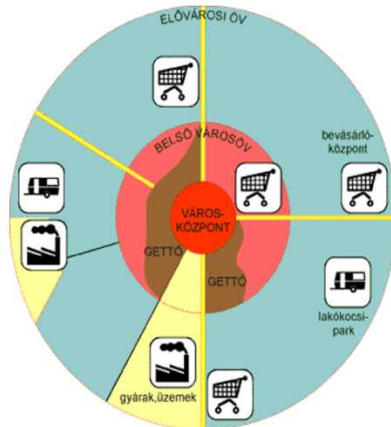 ELŐVÁROSI ÖV
BELSŐ VÁROSÖV
bevásárló-
központ
VÁROS-
KÖZPONT
GETTÓ
GETTÓ
lakókocsi-
park
gyárak,üzemek